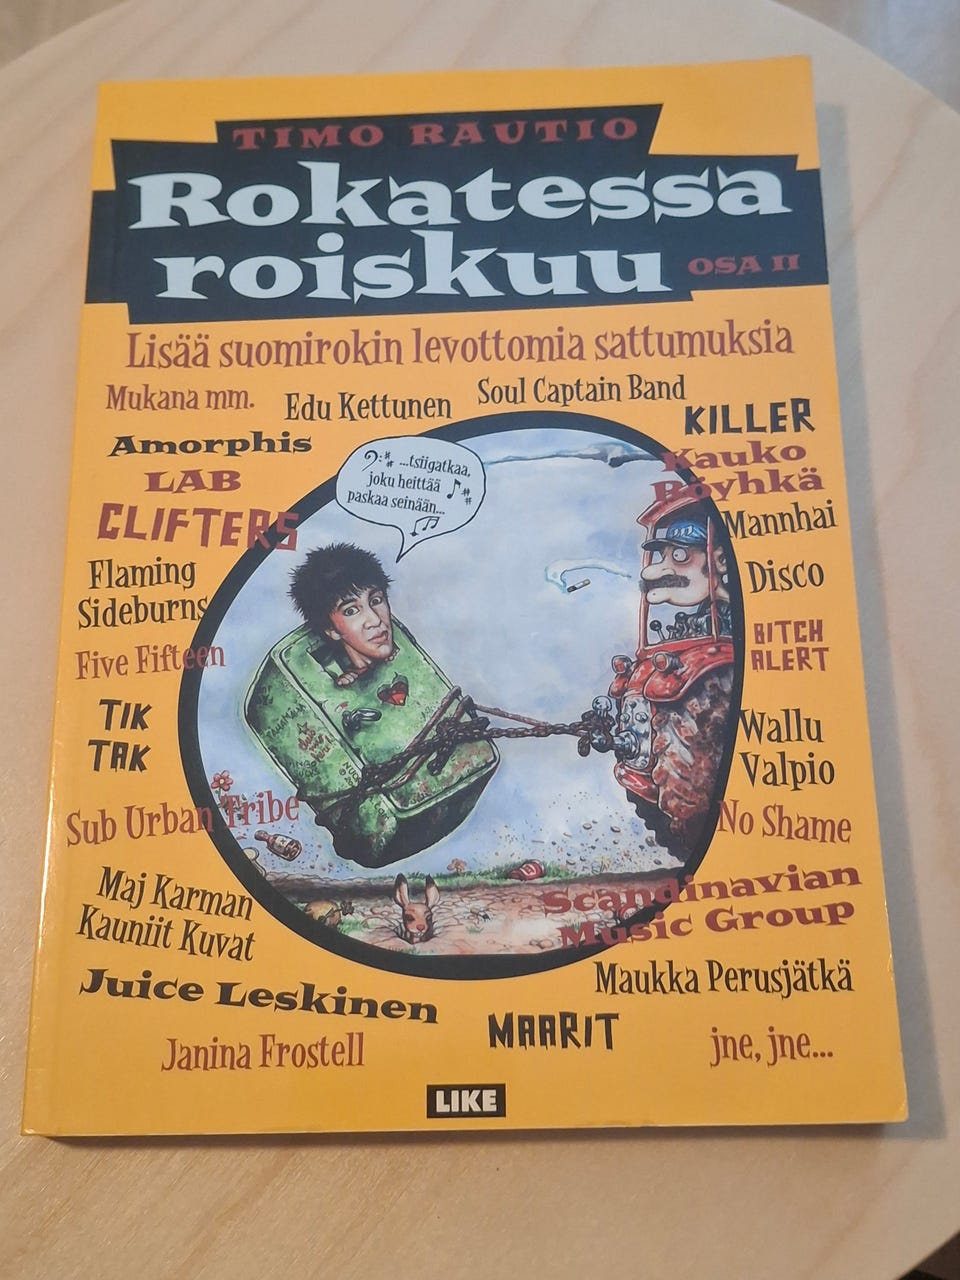 TIMO RAUTIO
Rokatessa
roiskuu OSA II
Lisää suomirokin levottomia sattumuksia
Mukana mm.
Edu Kettunen
Soul Captain Band
KILLER
Amorphis
Kauko
Röyhkä
LAB
...tsiigatkaa,
joku heittää
paskaa seinään...
CLIFTERS
Mannhai
Flaming
Sideburns
Disco
Five Fifteen
BITCH
ALERT
TIK
TAK
Wallu
Valpio
Sub Urban Tribe
No Shame
Maj Karman
Kauniit Kuvat
Scandinavian
Music Group
Juice Leskinen
Maukka Perusjätkä
Janina Frostell
MAARIT
jne, jne...
LIKE